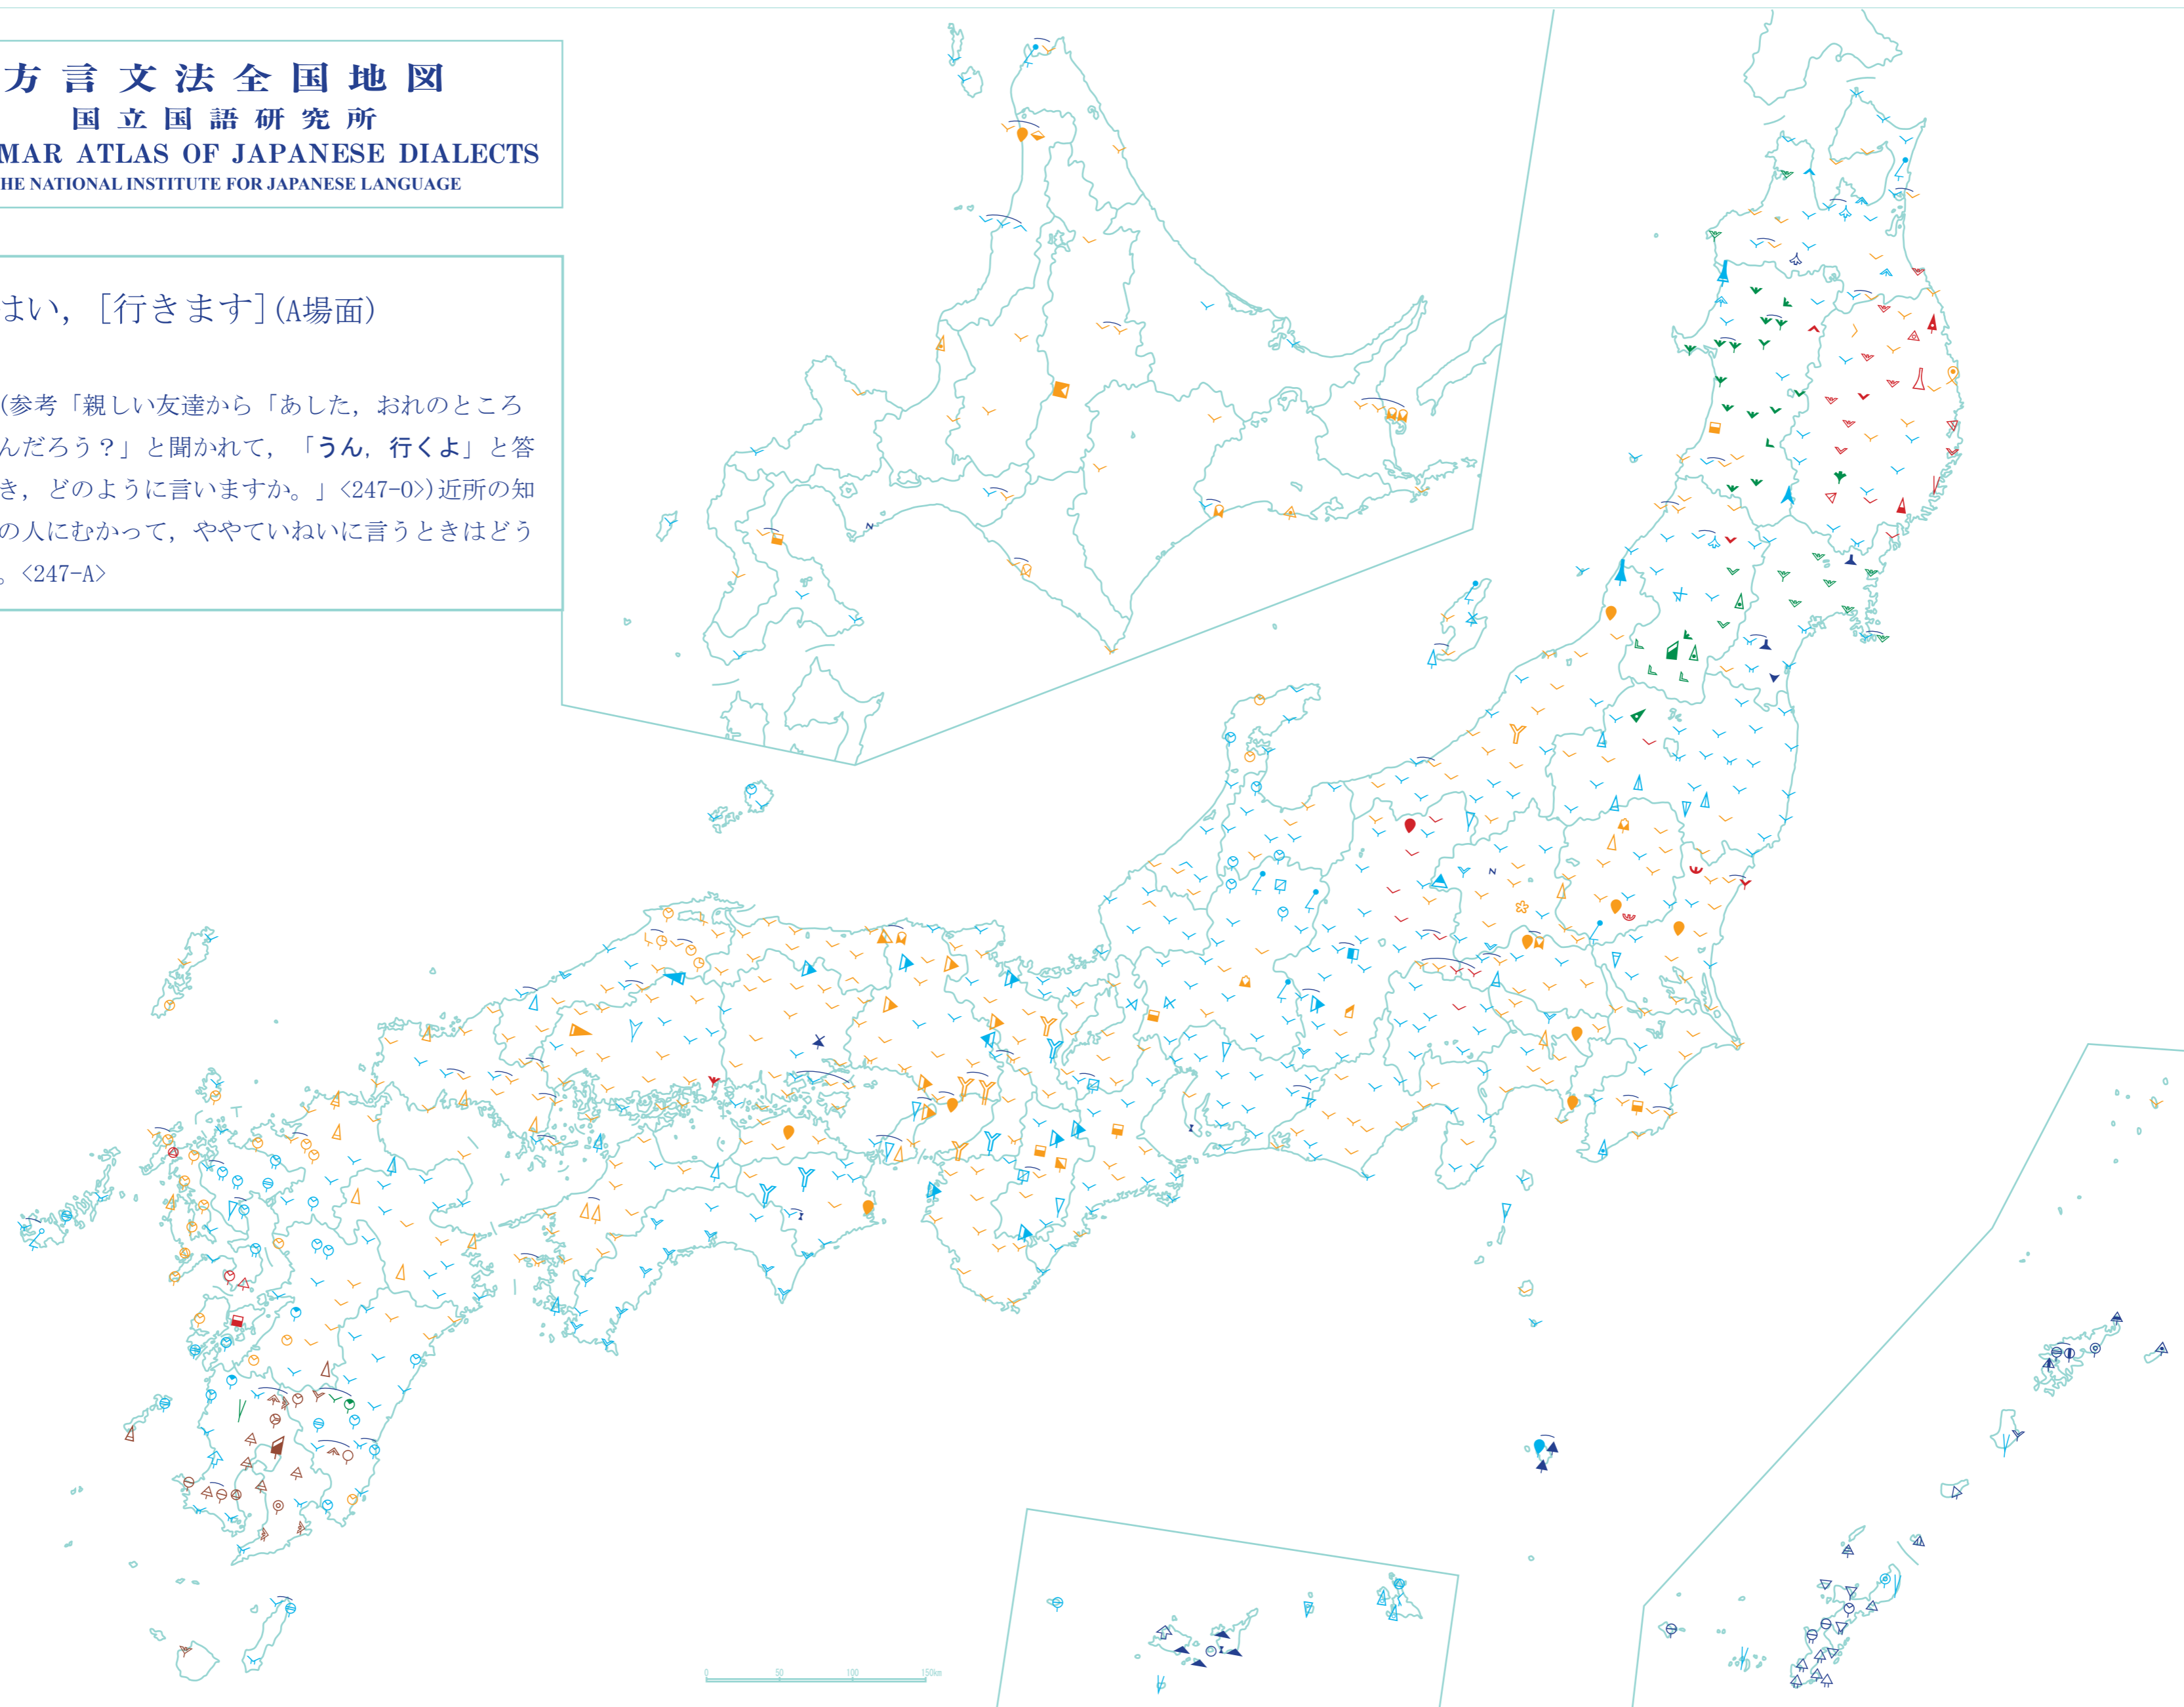 方言文法全国地図
国立国語研究所
MAR ATLAS OF JAPANESE DIALECTS
HE NATIONAL INSTITUTE FOR JAPANESE LANGUAGE
はい，［行きます］(A場面)
(参考「親しい友達から「あした，おれのところ
んだろう？」と聞かれて，「うん，行くよ」と答
き，どのように言いますか。」<247-O>)近所の知
の人にむかって，ややていねいに言うときはどう
。<247-A>
0 50 100 150km